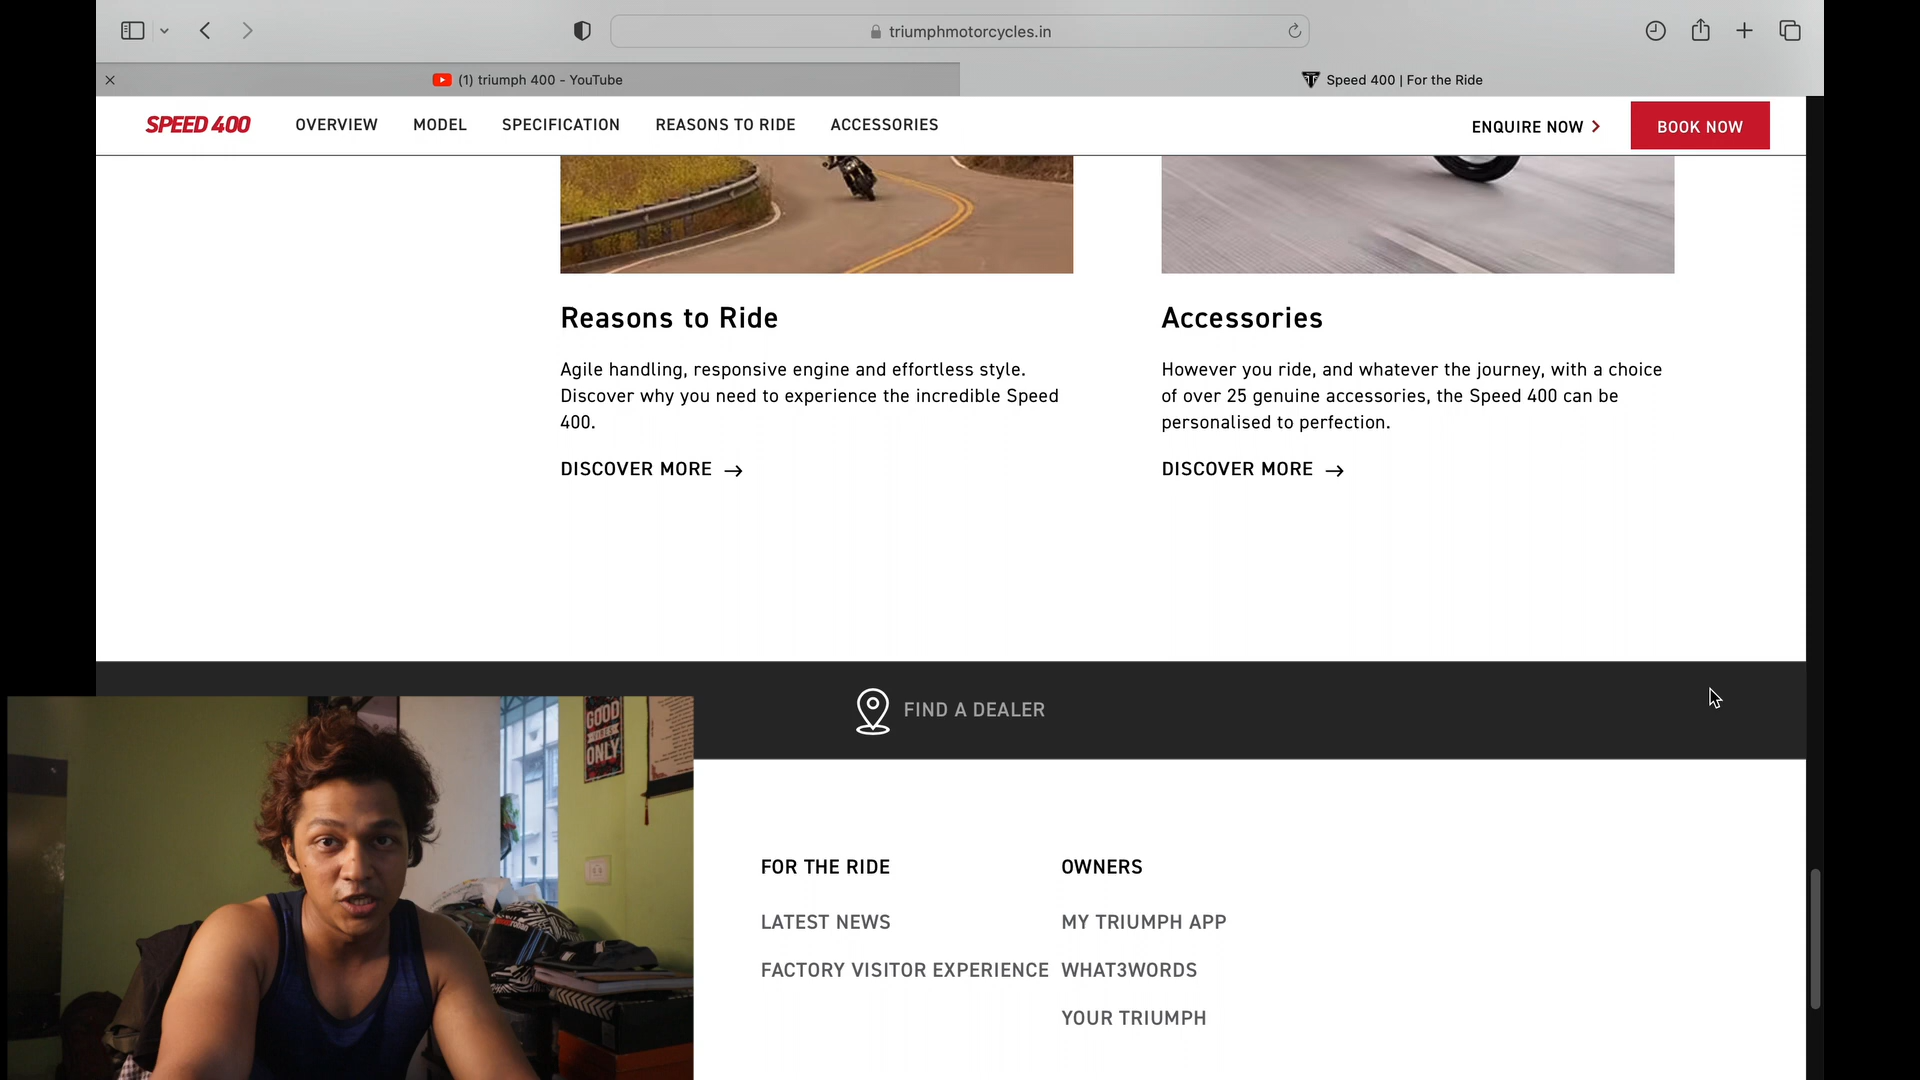 triumphmotorcycles.in
(1) triumph 400 - YouTube
Speed 400 | For the Ride
SPEED 400
OVERVIEW
MODEL
SPECIFICATION
REASONS TO RIDE
ACCESSORIES
ENQUIRE NOW
BOOK NOW
Reasons to Ride
Agile handling, responsive engine and effortless style.
Discover why you need to experience the incredible Speed
400.
DISCOVER MORE
Accessories
However you ride, and whatever the journey, with a choice
of over 25 genuine accessories, the Speed 400 can be
personalised to perfection.
DISCOVER MORE
FIND A DEALER
GOOD
VIBES
ONLY
FOR THE RIDE
LATEST NEWS
FACTORY VISITOR EXPERIENCE
OWNERS
MY TRIUMPH APP
WHAT3WORDS
YOUR TRIUMPH